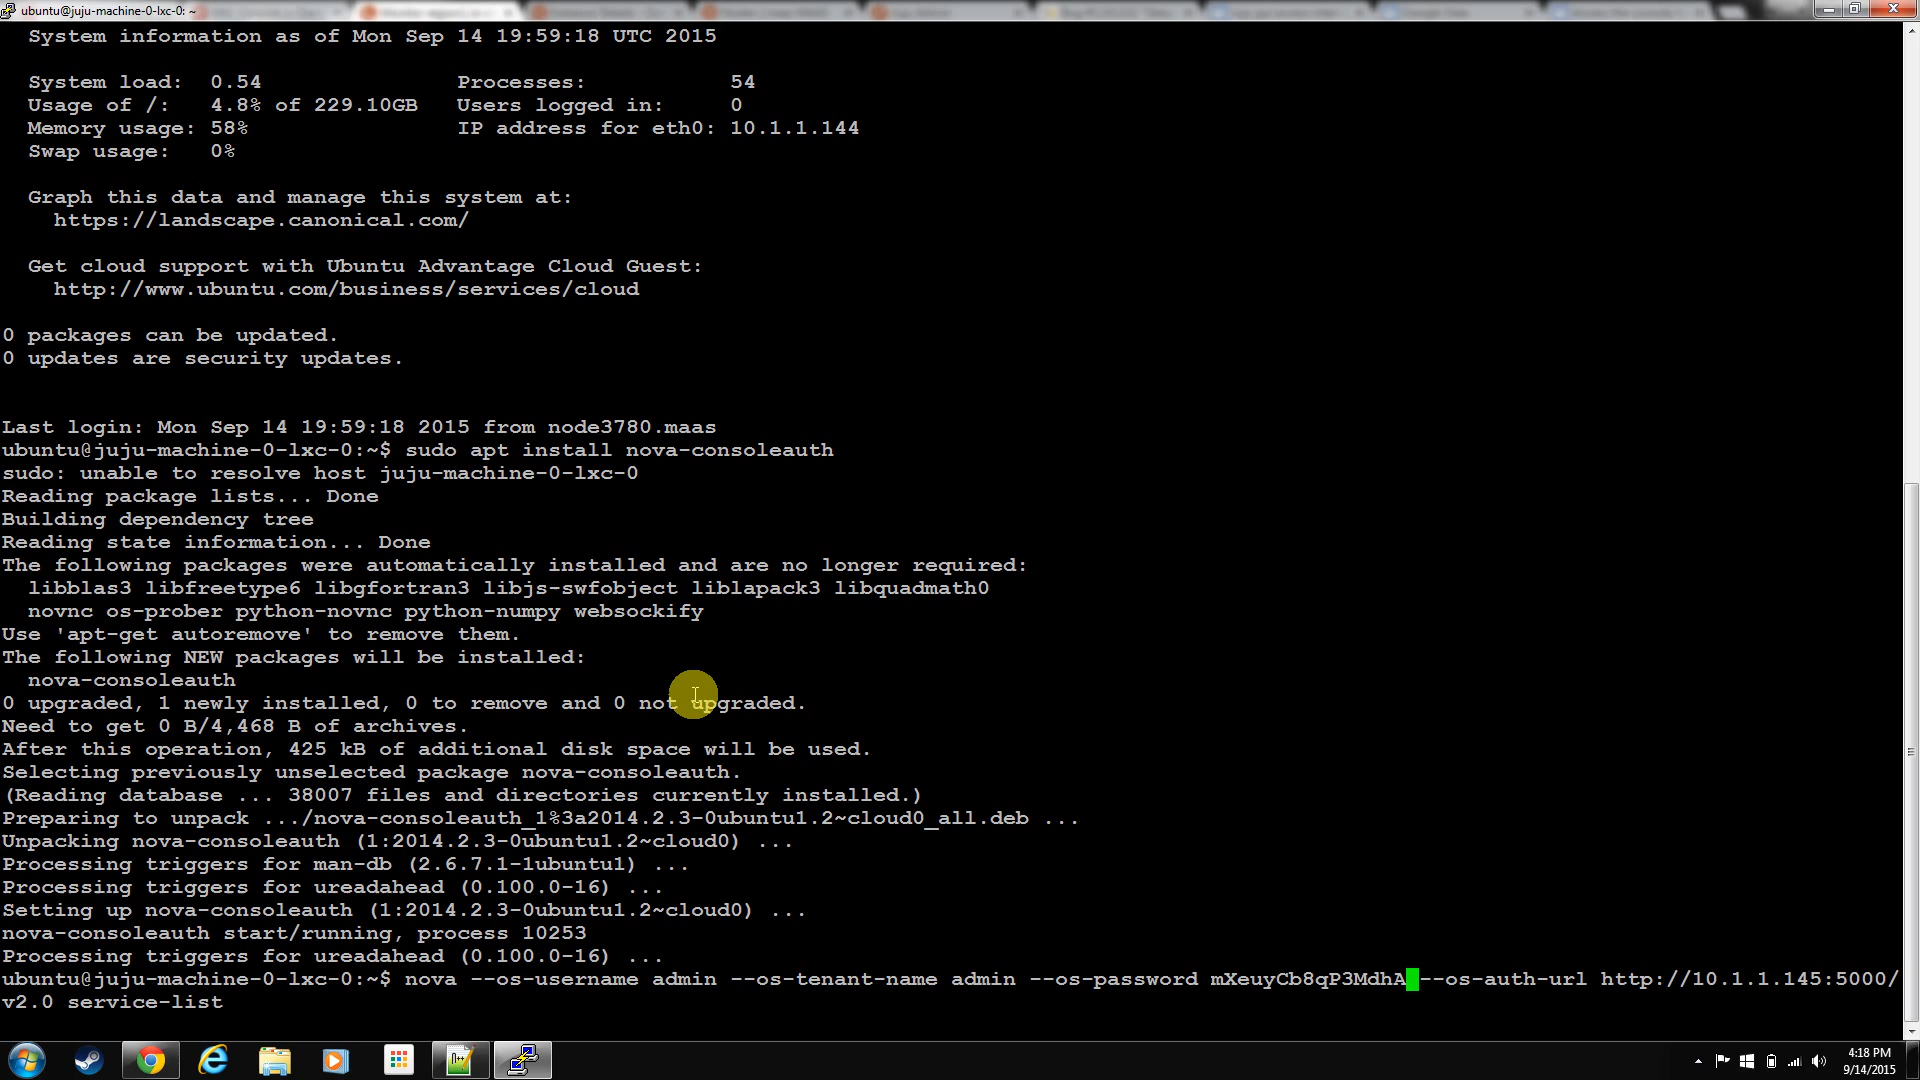 ubuntu@juju-machine-0-lxc-0: ~
System information as of Mon Sep 14 19:59:18 UTC 2015
System load:  0.54               Processes:           54
Usage of /:   4.8% of 229.10GB   Users logged in:     0
Memory usage: 58%                IP address for eth0: 10.1.1.144
Swap usage:   0%
Graph this data and manage this system at:
https://landscape.canonical.com/
Get cloud support with Ubuntu Advantage Cloud Guest:
http://www.ubuntu.com/business/services/cloud
0 packages can be updated.
0 updates are security updates.
Last login: Mon Sep 14 19:59:18 2015 from node3780.maas
ubuntu@juju-machine-0-lxc-0:~$ sudo apt install nova-consoleauth
sudo: unable to resolve host juju-machine-0-lxc-0
Reading package lists... Done
Building dependency tree
Reading state information... Done
The following packages were automatically installed and are no longer required:
libblas3 libfreetype6 libgfortran3 libjs-swfobject liblapack3 libquadmath0
novnc os-prober python-novnc python-numpy websockify
Use 'apt-get autoremove' to remove them.
The following NEW packages will be installed:
nova-consoleauth
0 upgraded, 1 newly installed, 0 to remove and 0 not upgraded.
Need to get 0 B/4,468 B of archives.
After this operation, 425 kB of additional disk space will be used.
Selecting previously unselected package nova-consoleauth.
(Reading database ... 38007 files and directories currently installed.)
Preparing to unpack .../nova-consoleauth_1%3a2014.2.3-0ubuntu1.2~cloud0_all.deb ...
Unpacking nova-consoleauth (1:2014.2.3-0ubuntu1.2~cloud0) ...
Processing triggers for man-db (2.6.7.1-1ubuntu1) ...
Processing triggers for ureadahead (0.100.0-16) ...
Setting up nova-consoleauth (1:2014.2.3-0ubuntu1.2~cloud0) ...
nova-consoleauth start/running, process 10253
Processing triggers for ureadahead (0.100.0-16) ...
ubuntu@juju-machine-0-lxc-0:~$ nova --os-username admin --os-tenant-name admin --os-password mXeuyCb8qP3MdhA --os-auth-url http://10.1.1.145:5000/
v2.0 service-list
4:18 PM
9/14/2015